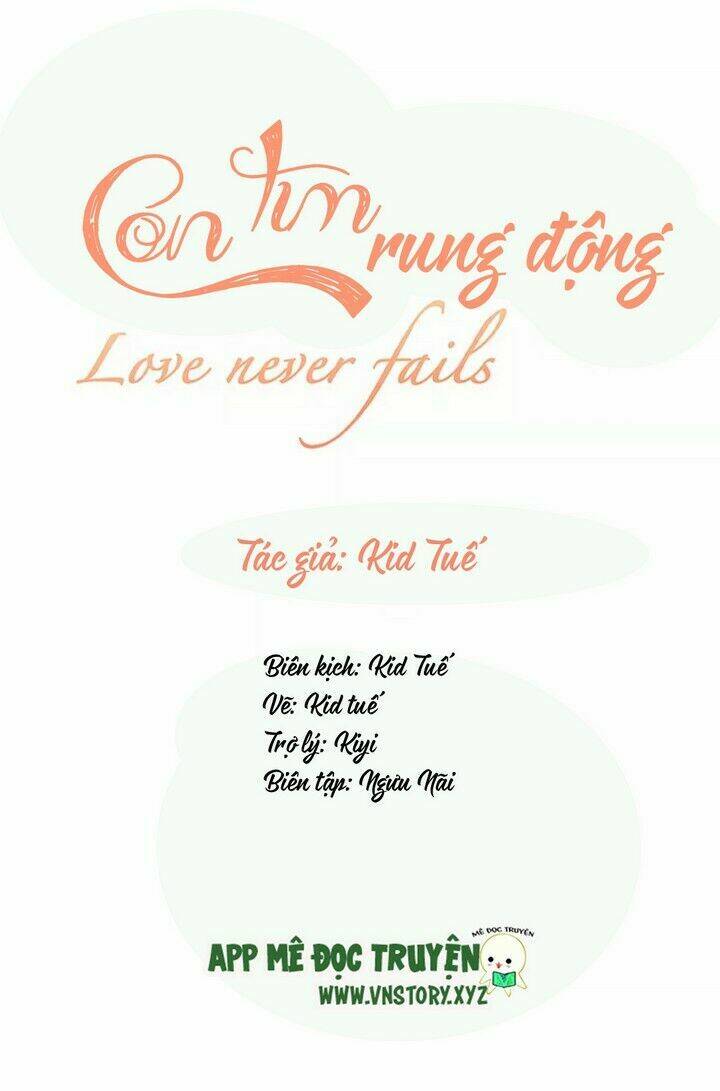 Con tim rung động
Love never fails
Tác giả: Kid Tuế
Biên kịch: Kid Tuế
Vẽ: Kid tuế
Trợ lý: Kiyi
Biên tập: Ngưu Nãi
MÊ ĐỌC TRUYỆN
APP MÊ ĐỌC TRUYỆN
WWW.VNSTORY.XYZ